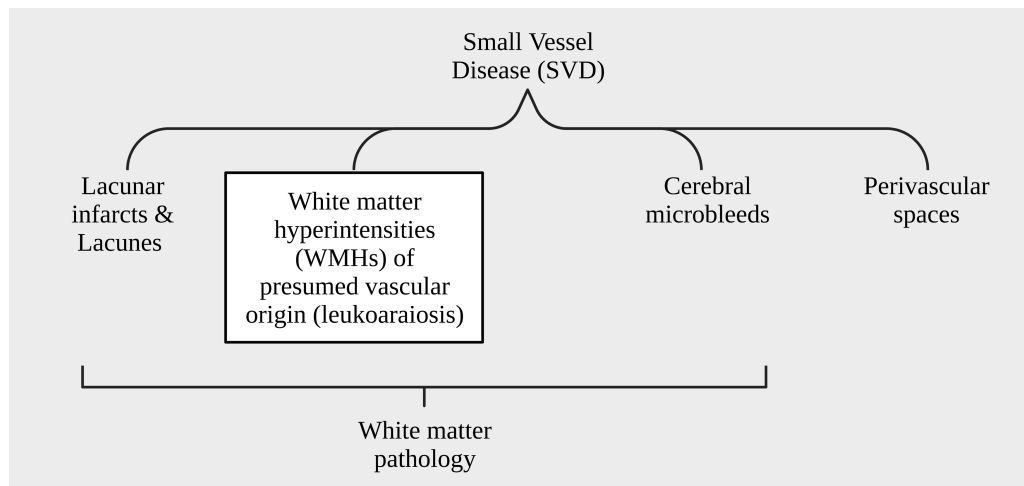 Small Vessel
Disease (SVD)
Lacunar
infarcts &
Lacunes
White matter
hyperintensities
(WMHs) of
presumed vascular
origin (leukoaraiosis)
Cerebral
microbleeds
Perivascular
spaces
White matter
pathology